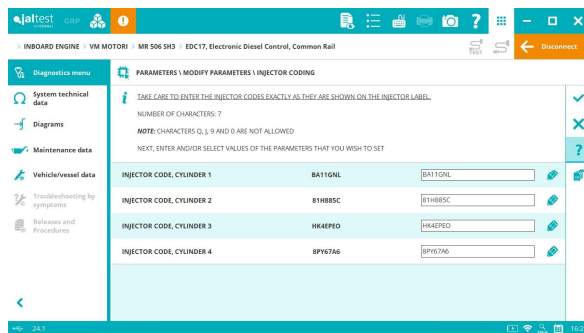 jaltest GRP
INBOARD ENGINE > VM MOTORI > MR 506 SH3 > EDC17, Electronic Diesel Control, Common Rail
TEST
Disconnect
Diagnostics menu
System technical data
Diagrams
Maintenance data
Vehicle/vessel data
Troubleshooting by symptoms
Releases and Procedures
PARAMETERS \ MODIFY PARAMETERS \ INJECTOR CODING
TAKE CARE TO ENTER THE INJECTOR CODES EXACTLY AS THEY ARE SHOWN ON THE INJECTOR LABEL.
NUMBER OF CHARACTERS: 7
NOTE: CHARACTERS Q, J, 9 AND 0 ARE NOT ALLOWED
NEXT, ENTER AND/OR SELECT VALUES OF THE PARAMETERS THAT YOU WISH TO SET
INJECTOR CODE, CYLINDER 1 BA11GNL BA11GNL
INJECTOR CODE, CYLINDER 2 81H885C 81H885C
INJECTOR CODE, CYLINDER 3 HK4EPEO HK4EPEO
INJECTOR CODE, CYLINDER 4 8PY67A6 8PY67A6
24.1